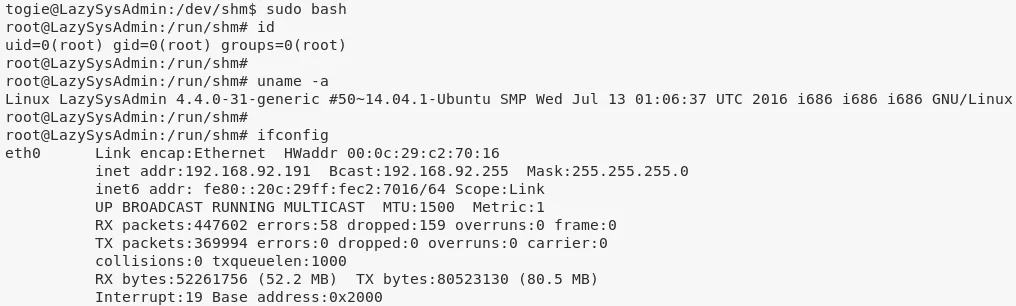 togie@LazySysAdmin:/dev/shm$ sudo bash
root@LazySysAdmin:/run/shm# id
uid=0(root) gid=0(root) groups=0(root)
root@LazySysAdmin:/run/shm#
root@LazySysAdmin:/run/shm# uname -a
Linux LazySysAdmin 4.4.0-31-generic #50~14.04.1-Ubuntu SMP Wed Jul 13 01:06:37 UTC 2016 i686 i686 i686 GNU/Linux
root@LazySysAdmin:/run/shm#
root@LazySysAdmin:/run/shm# ifconfig
eth0      Link encap:Ethernet  HWaddr 00:0c:29:c2:70:16
          inet addr:192.168.92.191  Bcast:192.168.92.255  Mask:255.255.255.0
          inet6 addr: fe80::20c:29ff:fec2:7016/64 Scope:Link
          UP BROADCAST RUNNING MULTICAST  MTU:1500  Metric:1
          RX packets:447602 errors:58 dropped:159 overruns:0 frame:0
          TX packets:369994 errors:0 dropped:0 overruns:0 carrier:0
          collisions:0 txqueuelen:1000
          RX bytes:52261756 (52.2 MB)  TX bytes:80523130 (80.5 MB)
          Interrupt:19 Base address:0x2000